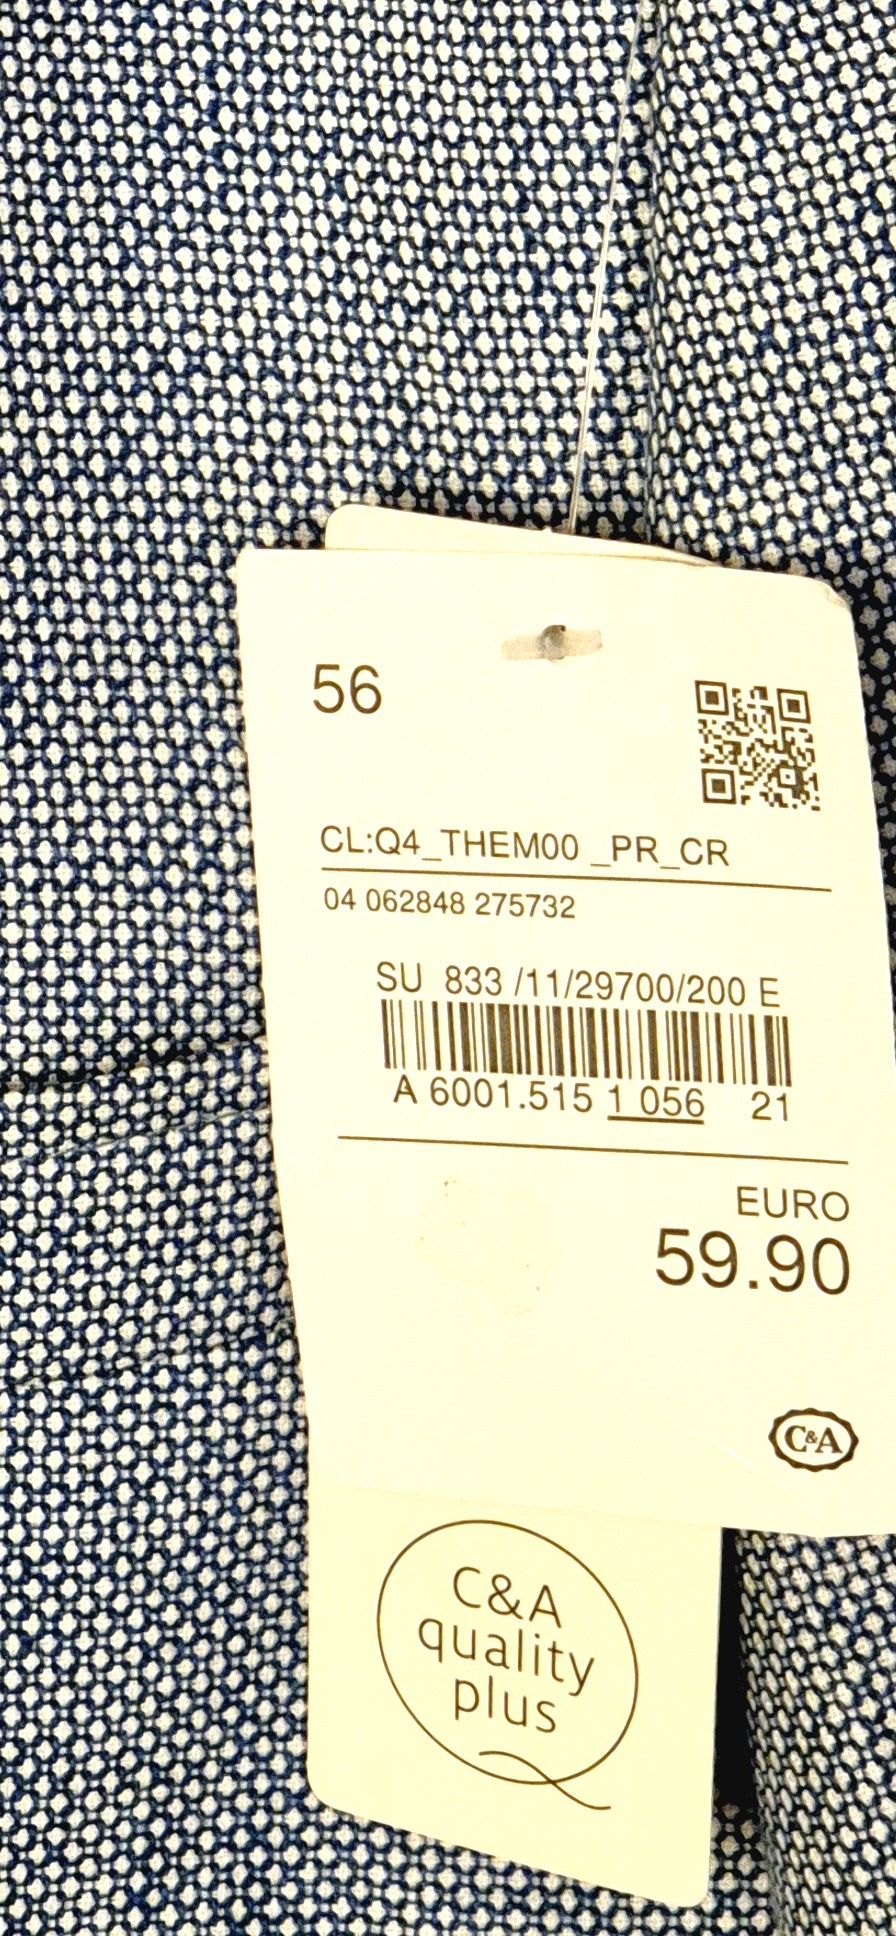 56
CL:Q4_THEM00 _PR_CR
04 062848 275732
SU 833 /11/29700/200 E
A 6001.515 1 056 21
EURO
59.90
C&A
C&A
quality
plus